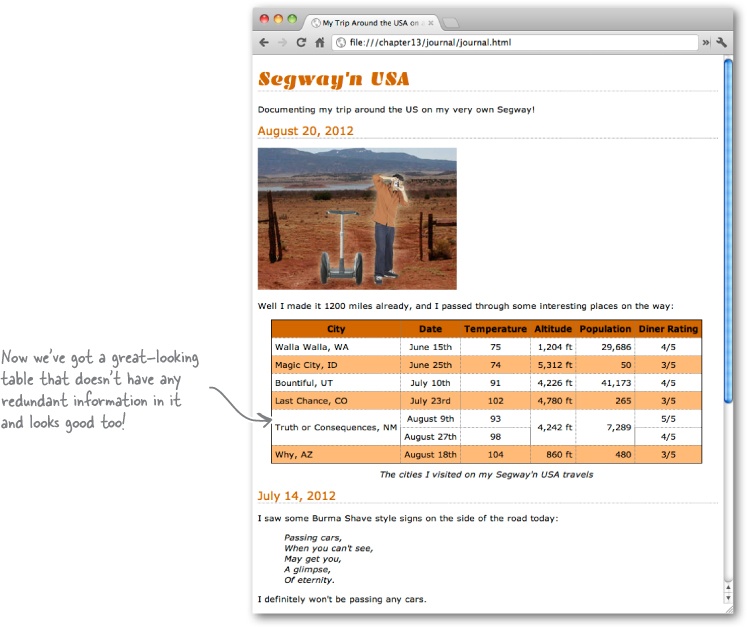 My Trip Around the USA on a
file:///chapter13/journal/journal.html
Segway'n USA
Documenting my trip around the US on my very own Segway!
August 20, 2012
Well I made it 1200 miles already, and I passed through some interesting places on the way:
City Date Temperature Altitude Population Diner Rating
Walla Walla, WA June 15th 75 1,204 ft 29,686 4/5
Magic City, ID June 25th 74 5,312 ft 50 3/5
Bountiful, UT July 10th 91 4,226 ft 41,173 4/5
Last Chance, CO July 23rd 102 4,780 ft 265 3/5
Truth or Consequences, NM August 9th 93 4,242 ft 7,289 5/5
August 27th 98 4/5
Why, AZ August 18th 104 860 ft 480 3/5
The cities I visited on my Segway'n USA travels
July 14, 2012
I saw some Burma Shave style signs on the side of the road today:
Passing cars,
When you can't see,
May get you,
A glimpse,
Of eternity.
I definitely won't be passing any cars.
Now we've got a great-looking
table that doesn't have any
redundant information in it
and looks good too!